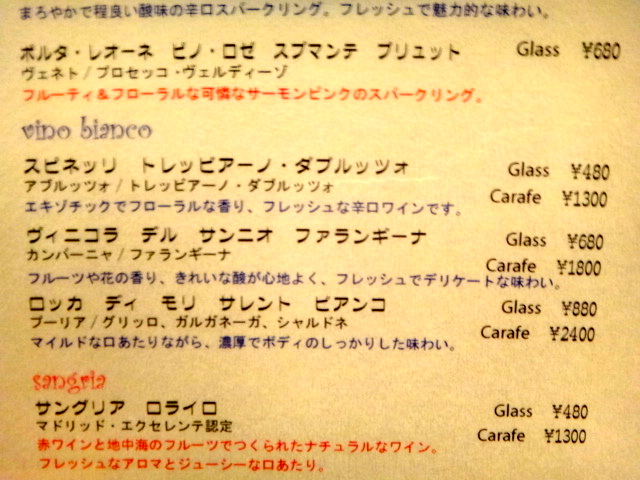 まろやかで程良い酸味の辛口スパークリング。フレッシュで魅力的な味わい。
ポルタ・レオーネ ピノ・ロゼ スプマンテ ブリュット Glass ¥680
ヴェネト / プロセッコ・ヴェルディーゾ
フルーティ＆フローラルな可憐なサーモンピンクのスパークリング。
vino bianco
スピネッリ トレッビアーノ・ダブルッツォ Glass ¥480
アブルッツォ / トレッビアーノ・ダブルッツォ Carafe ¥1300
エキゾチックでフローラルな香り、フレッシュな辛口ワインです。
ヴィニコラ デル サンニオ ファランギーナ Glass ¥680
カンパーニャ / ファランギーナ Carafe ¥1800
フルーツや花の香り、きれいな酸が心地よく、フレッシュでデリケートな味わい。
ロッカ ディ モリ サレント ビアンコ Glass ¥880
プーリア / グリッロ、ガルガネーガ、シャルドネ Carafe ¥2400
マイルドな口あたりながら、濃厚でボディのしっかりした味わい。
sangria
サングリア ロライロ Glass ¥480
マドリッド・エクセレンテ認定 Carafe ¥1300
赤ワインと地中海のフルーツでつくられたナチュラルなワイン。
フレッシュなアロマとジューシーな口あたり。